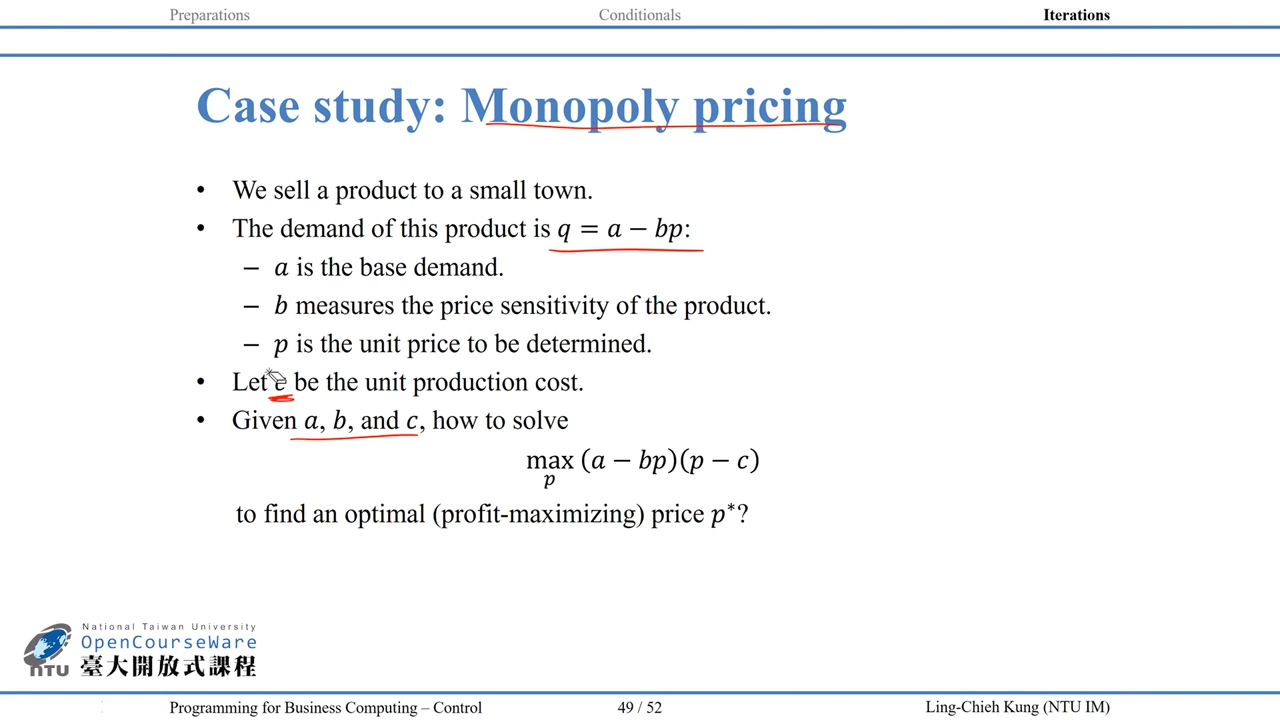 Preparations Conditionals Iterations
Case study: Monopoly pricing
• We sell a product to a small town.
• The demand of this product is q = a − bp:
− a is the base demand.
− b measures the price sensitivity of the product.
− p is the unit price to be determined.
• Let c be the unit production cost.
• Given a, b, and c, how to solve
max (a − bp)(p − c)
p
to find an optimal (profit-maximizing) price p*?
National Taiwan University
OpenCourseWare
NTU 臺大開放式課程
Programming for Business Computing – Control 49 / 52 Ling-Chieh Kung (NTU IM)